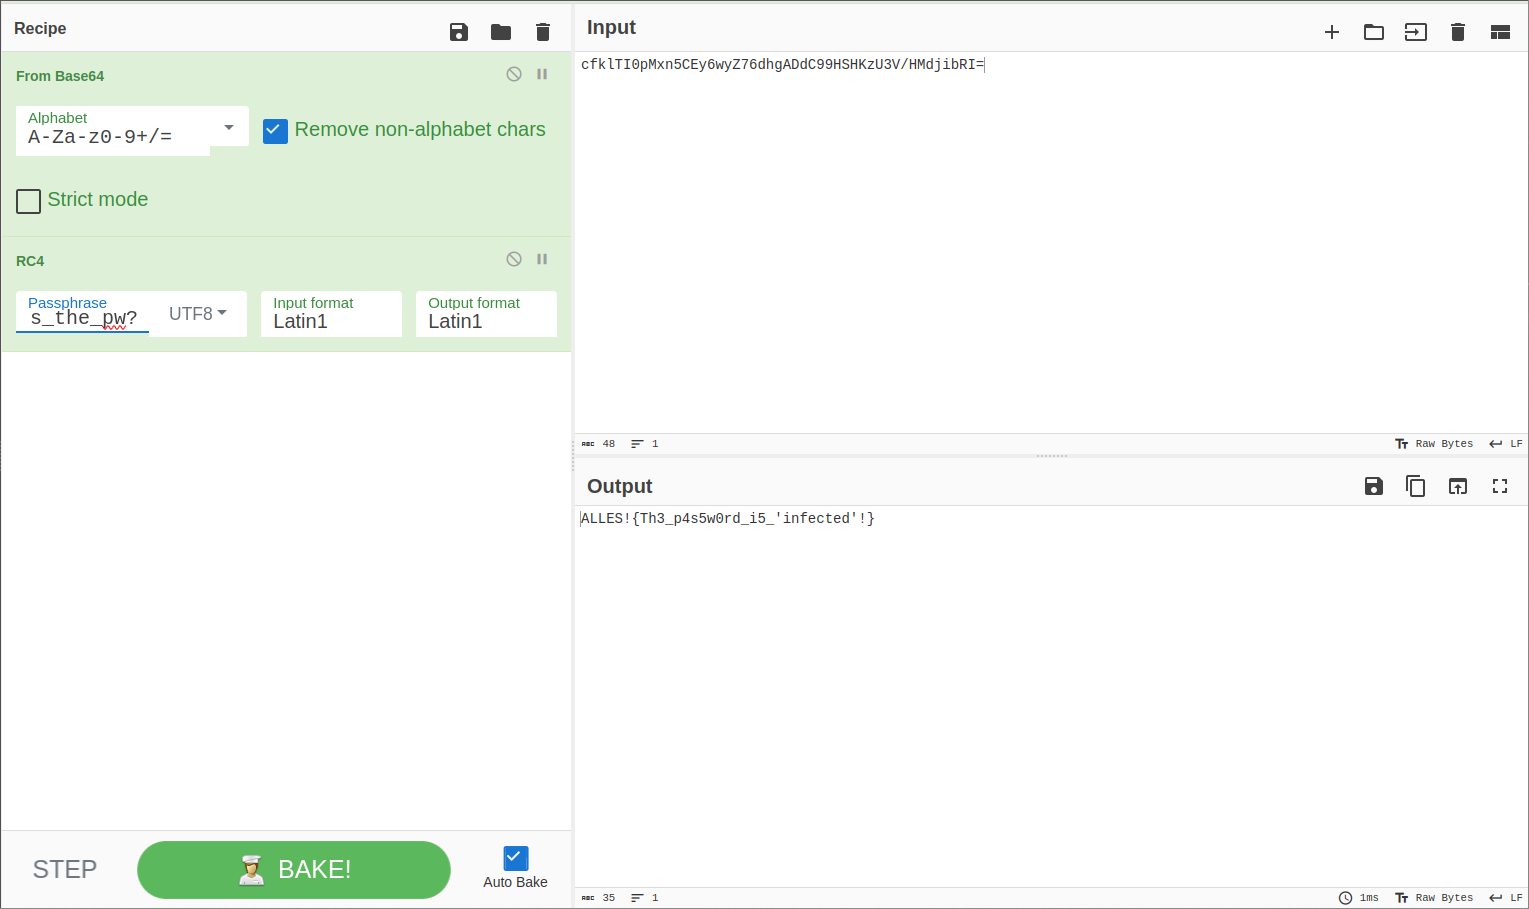 Recipe
From Base64
Alphabet
A-Za-z0-9+/=
Remove non-alphabet chars
Strict mode
RC4
Passphrase
s_the_pw?
UTF8
Input format
Latin1
Output format
Latin1
STEP
BAKE!
Auto Bake
Input
cfklTI0pMxn5CEy6wyZ76dhgADdC99HSHKzU3V/HMdjibRI=
ABC 48 1
Raw Bytes LF
Output
ALLES!{Th3_p4s5w0rd_i5_'infected'!}
ABC 35 1
1ms Raw Bytes LF